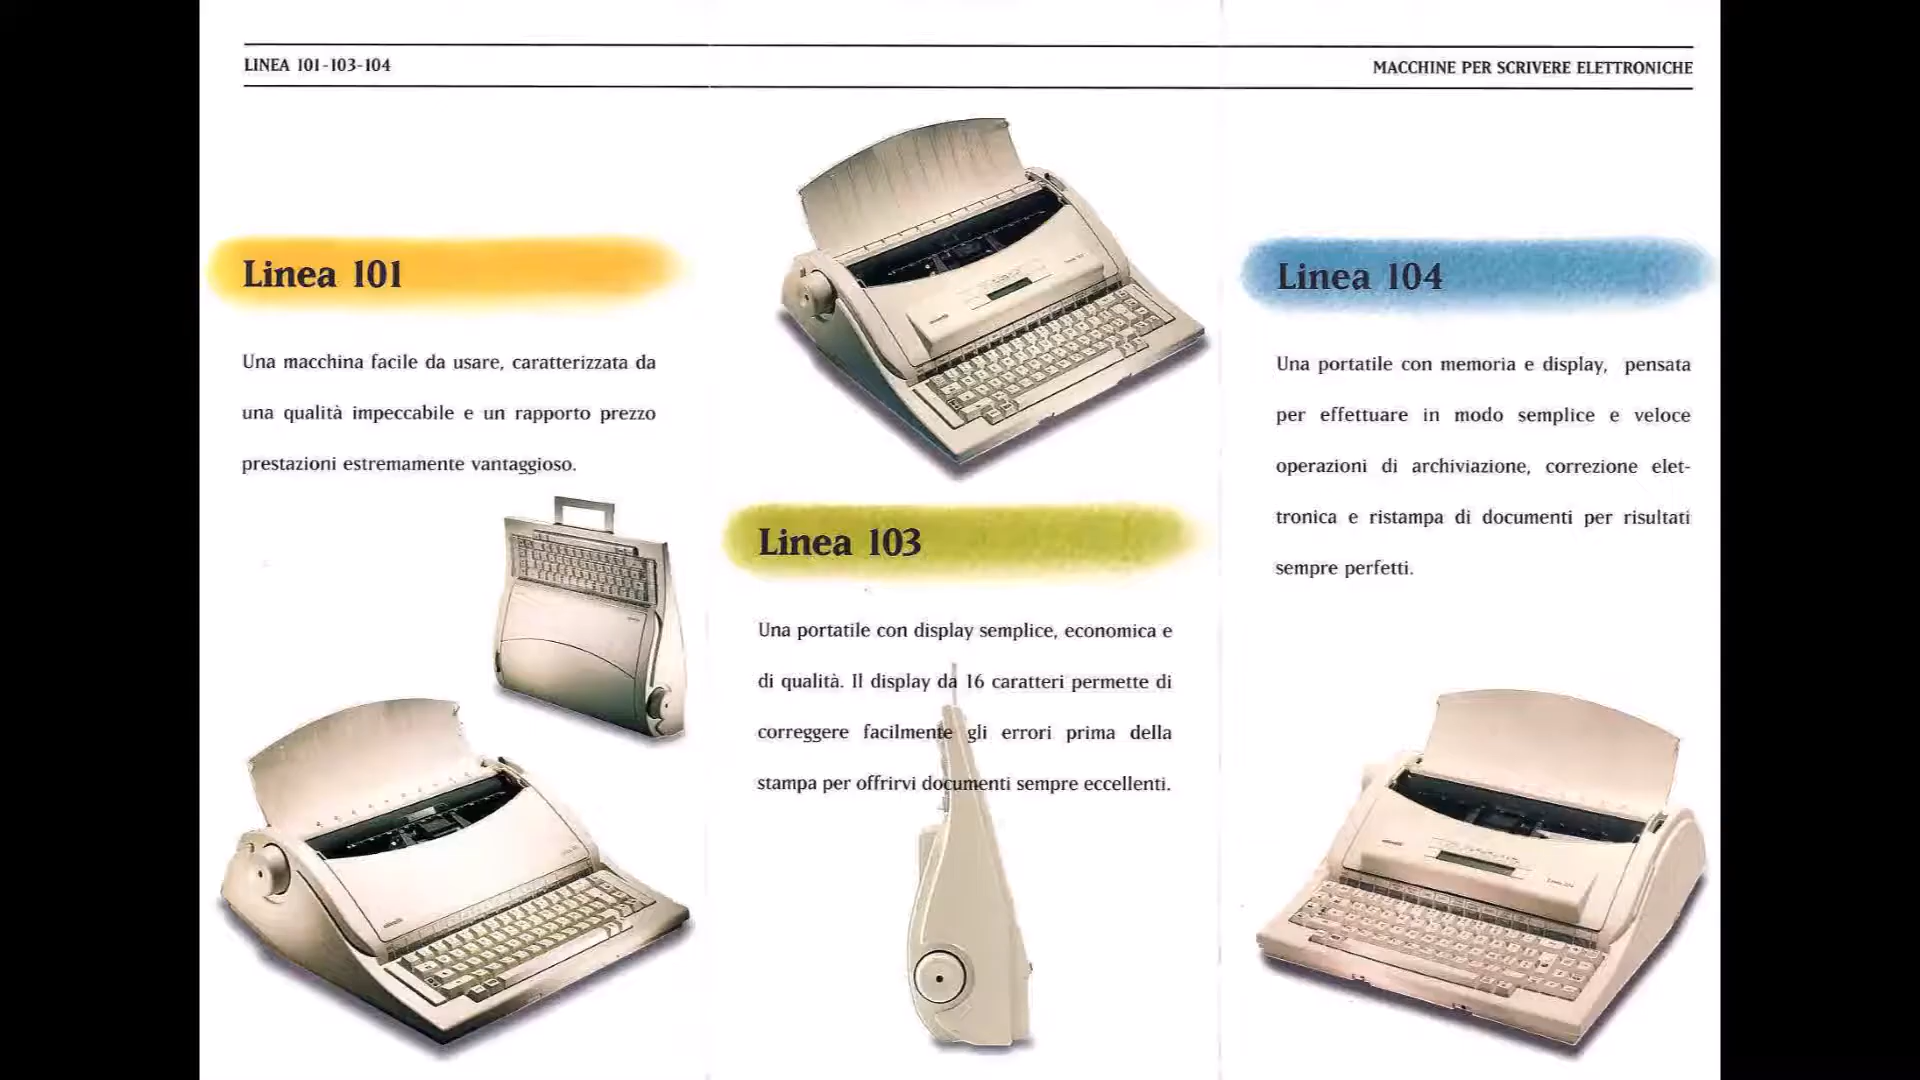 LINEA 101-103-104
MACCHINE PER SCRIVERE ELETTRONICHE
Linea 101
Una macchina facile da usare, caratterizzata da
una qualità impeccabile e un rapporto prezzo
prestazioni estremamente vantaggioso.
Linea 103
Una portatile con display semplice, economica e
di qualità. Il display da 16 caratteri permette di
correggere facilmente gli errori prima della
stampa per offrirvi documenti sempre eccellenti.
Linea 104
Una portatile con memoria e display, pensata
per effettuare in modo semplice e veloce
operazioni di archiviazione, correzione elet-
tronica e ristampa di documenti per risultati
sempre perfetti.